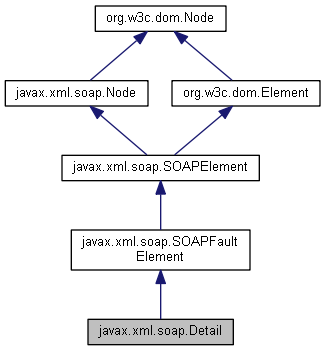 org.w3c.dom.Node
javax.xml.soap.Node
org.w3c.dom.Element
javax.xml.soap.SOAPElement
javax.xml.soap.SOAPFault
Element
javax.xml.soap.Detail